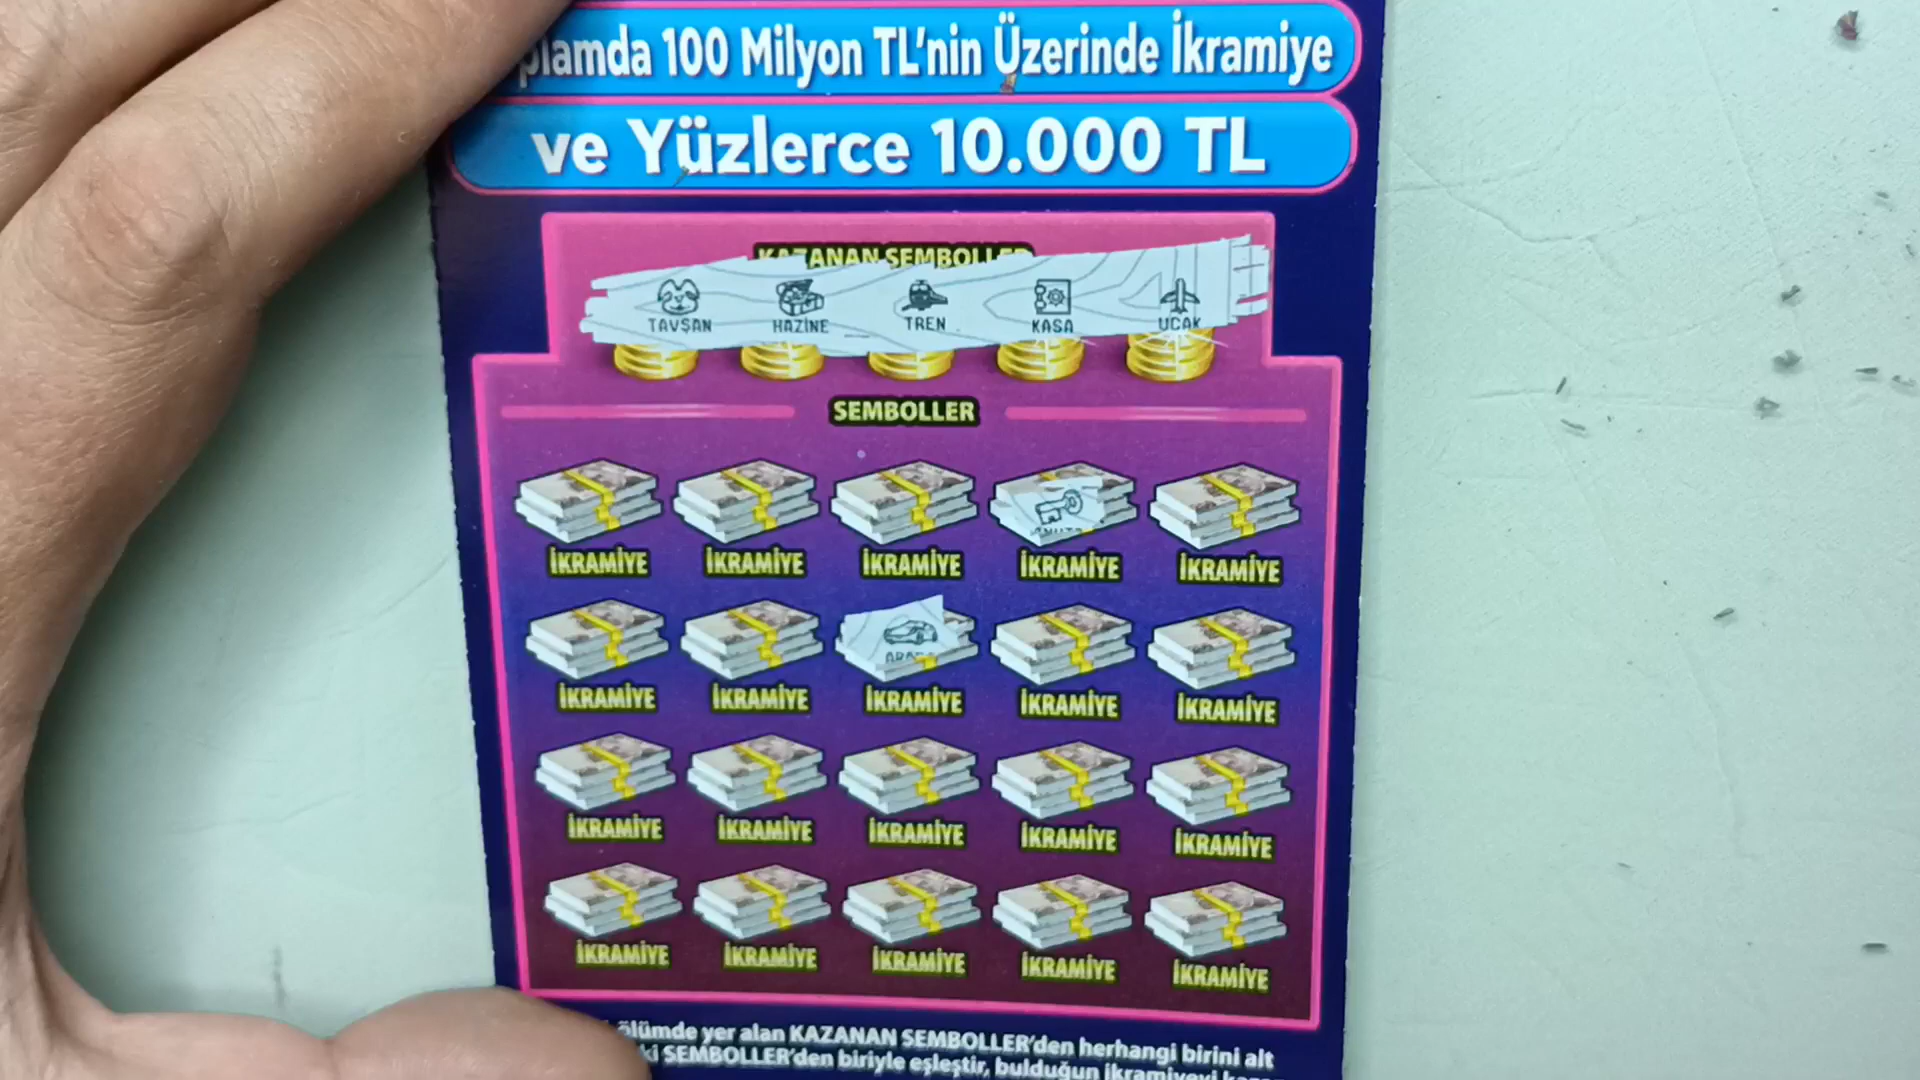 100 Milyon TL'nin Üzerinde İkramiye
ve Yüzlerce 10.000 TL
KAZANAN SEMBOLLER
TAVŞAN HAZİNE TREN KASA UÇAK
SEMBOLLER
İKRAMİYE İKRAMİYE İKRAMİYE İKRAMİYE İKRAMİYE
İKRAMİYE İKRAMİYE İKRAMİYE İKRAMİYE İKRAMİYE
İKRAMİYE İKRAMİYE İKRAMİYE İKRAMİYE İKRAMİYE
İKRAMİYE İKRAMİYE İKRAMİYE İKRAMİYE İKRAMİYE
yer alan KAZANAN SEMBOLLER'den herhangi birini alt
SEMBOLLER'den biriyle eşleştir, bulduğun ikramiyeyi